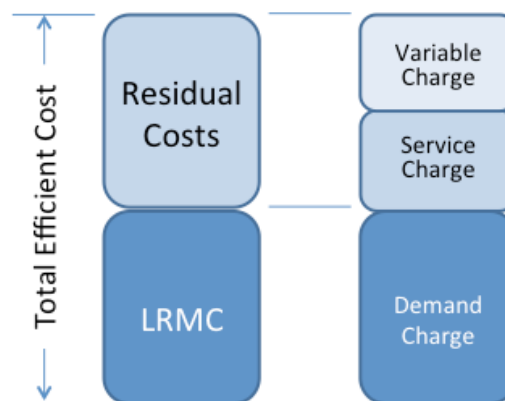 Total Efficient Cost
Residual
Costs
LRMC
Variable
Charge
Service
Charge
Demand
Charge